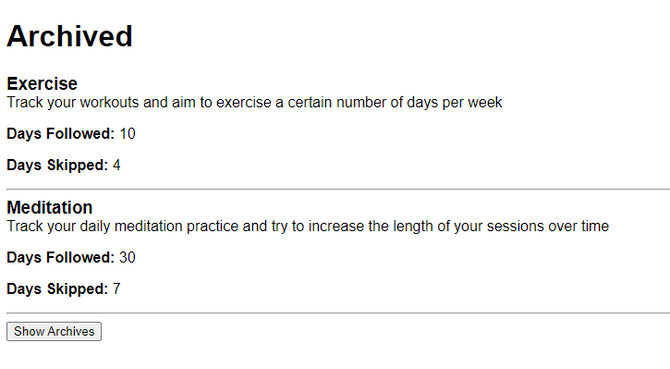 Archived
Exercise
Track your workouts and aim to exercise a certain number of days per week
Days Followed: 10
Days Skipped: 4
Meditation
Track your daily meditation practice and try to increase the length of your sessions over time
Days Followed: 30
Days Skipped: 7
Show Archives